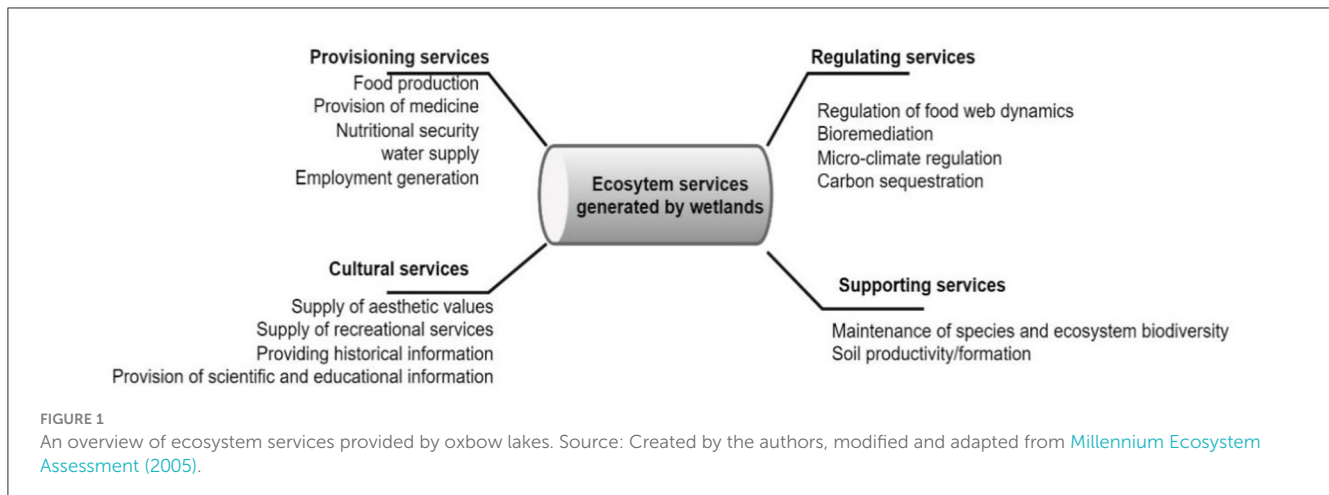 Provisioning services
Food production
Provision of medicine
Nutritional security
water supply
Employment generation
Regulating services
Regulation of food web dynamics
Bioremediation
Micro-climate regulation
Carbon sequestration
Ecosytem services
generated by wetlands
Cultural services
Supply of aesthetic values
Supply of recreational services
Providing historical information
Provision of scientific and educational information
Supporting services
Maintenance of species and ecosystem biodiversity
Soil productivity/formation
FIGURE 1
An overview of ecosystem services provided by oxbow lakes. Source: Created by the authors, modified and adapted from Millennium Ecosystem
Assessment (2005).